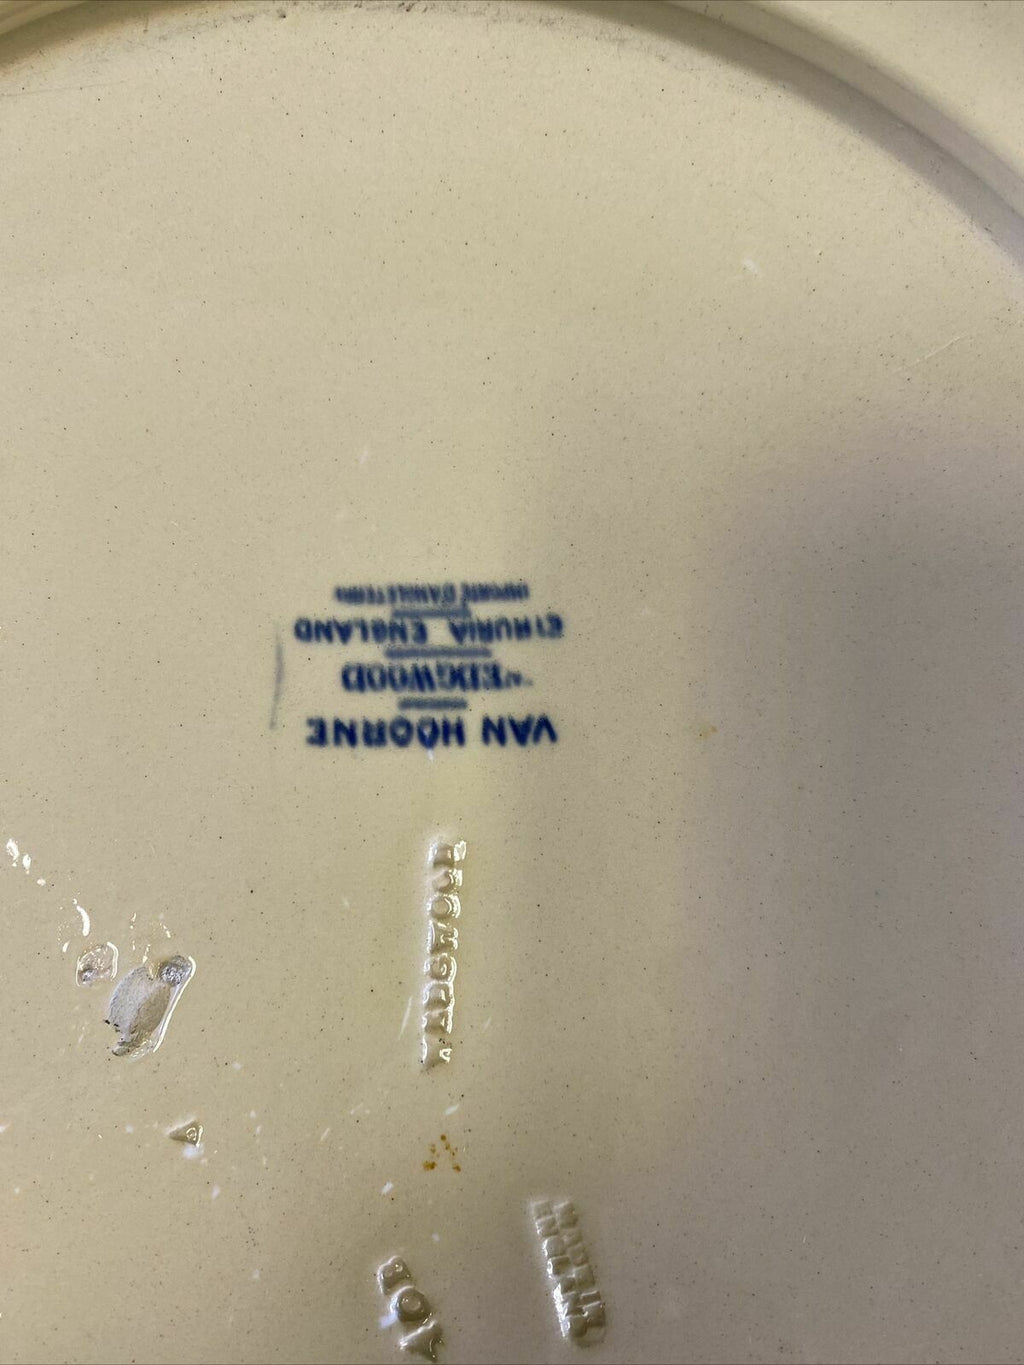 VAN HOORNE
WEDGWOOD
ETRURIA ENGLAND
IMPORTÉ D'ANGLETERRE
WEDGWOOD
MADE IN
ENGLAND